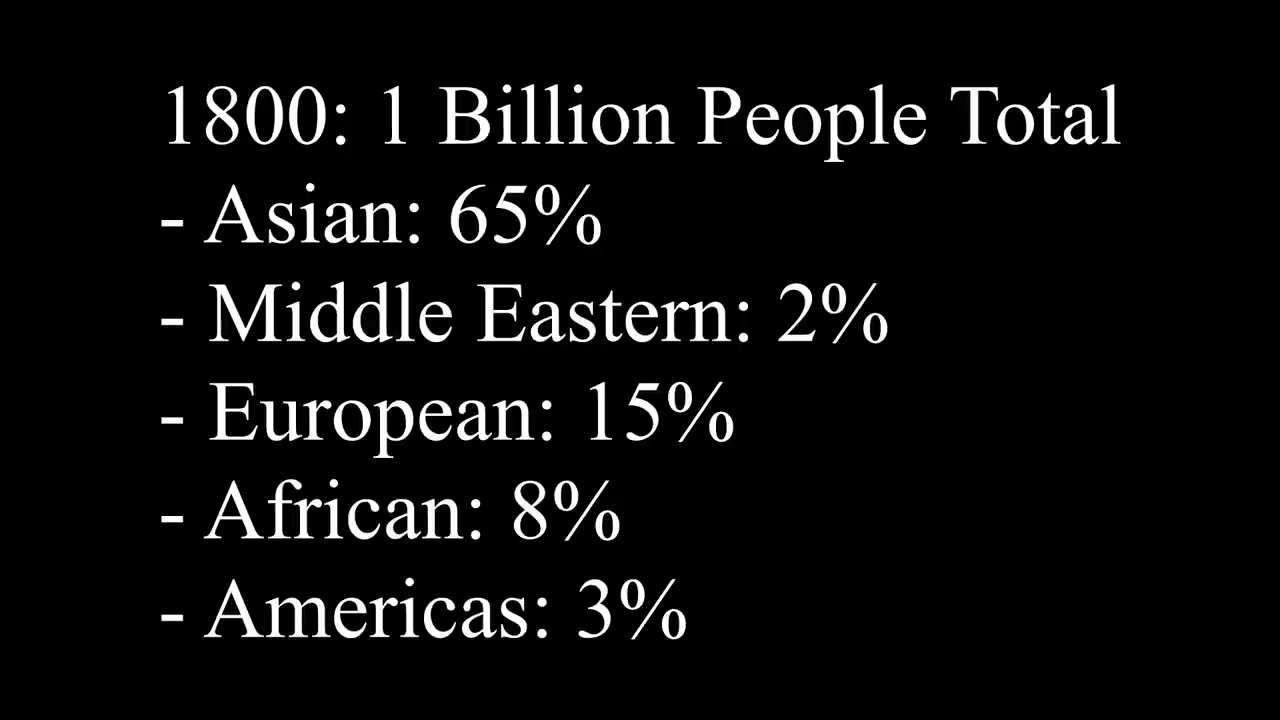 1800: 1 Billion People Total
- Asian: 65%
- Middle Eastern: 2%
- European: 15%
- African: 8%
- Americas: 3%